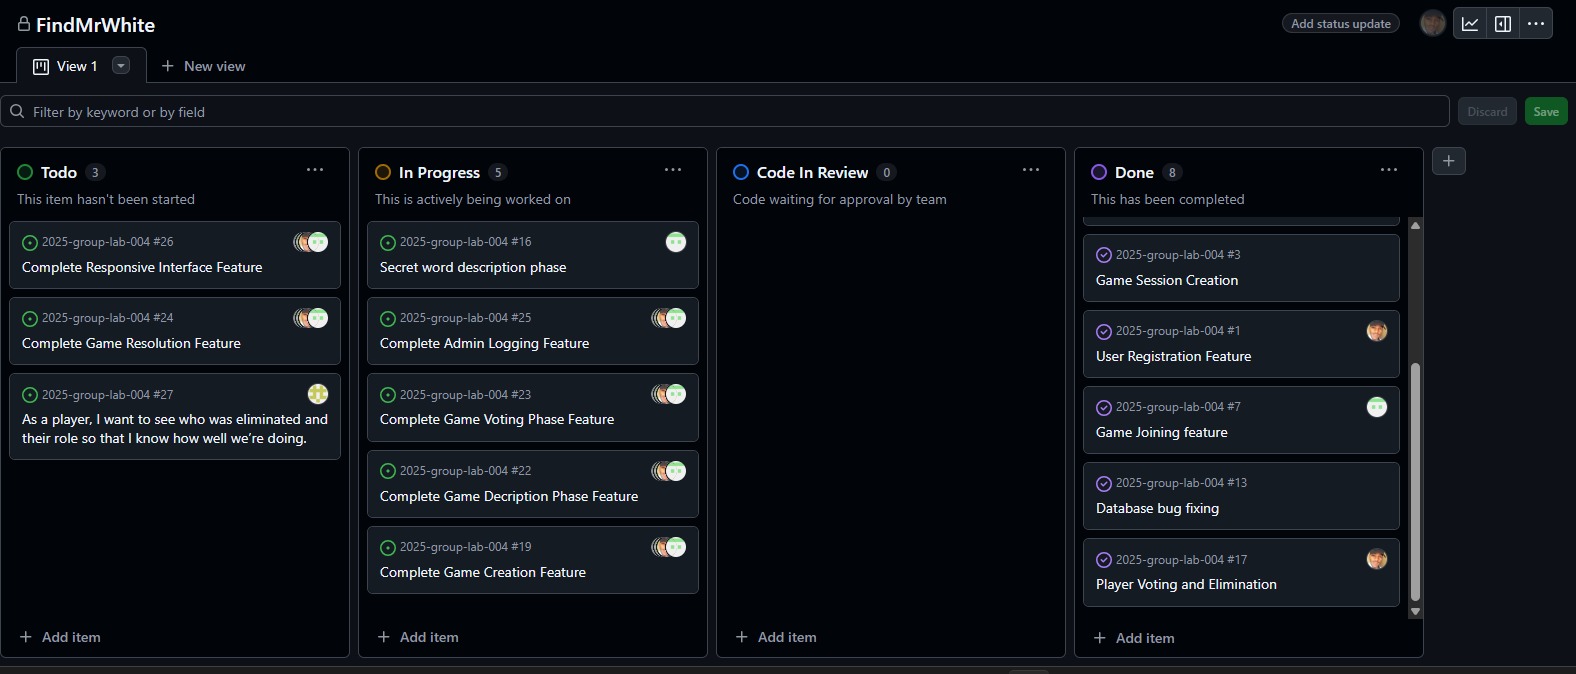 FindMrWhite
Add status update
View 1
New view
Filter by keyword or by field
Discard
Save
Todo 3
This item hasn't been started
2025-group-lab-004 #26
Complete Responsive Interface Feature
2025-group-lab-004 #24
Complete Game Resolution Feature
2025-group-lab-004 #27
As a player, I want to see who was eliminated and
their role so that I know how well we're doing.
+ Add item
In Progress 5
This is actively being worked on
2025-group-lab-004 #16
Secret word description phase
2025-group-lab-004 #25
Complete Admin Logging Feature
2025-group-lab-004 #23
Complete Game Voting Phase Feature
2025-group-lab-004 #22
Complete Game Decription Phase Feature
2025-group-lab-004 #19
Complete Game Creation Feature
+ Add item
Code In Review 0
Code waiting for approval by team
+ Add item
Done 8
This has been completed
2025-group-lab-004 #3
Game Session Creation
2025-group-lab-004 #1
User Registration Feature
2025-group-lab-004 #7
Game Joining feature
2025-group-lab-004 #13
Database bug fixing
2025-group-lab-004 #17
Player Voting and Elimination
+ Add item